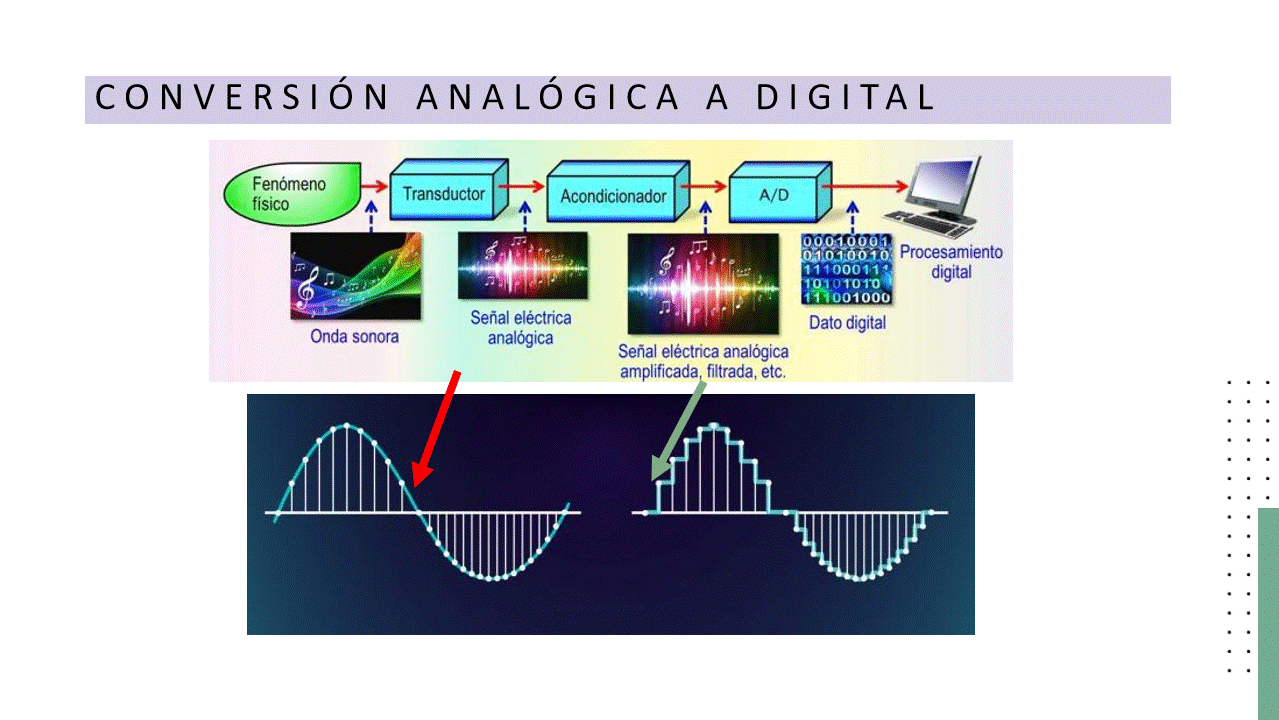 CONVERSIÓN ANALÓGICA A DIGITAL
Fenómeno
físico
Transductor
Acondicionador
A/D
Procesamiento
digital
Onda sonora
Señal eléctrica
analógica
Señal eléctrica analógica
amplificada, filtrada, etc.
00010001
01010010
111000111
10101010
111001000
Dato digital